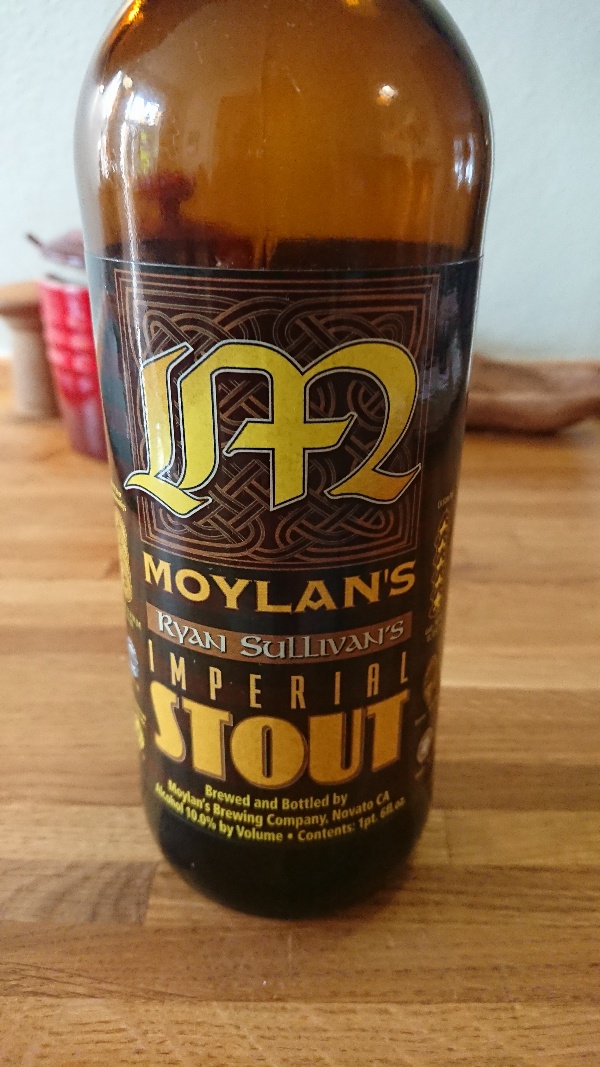 M
MOYLAN'S
RYAN SULLIVAN'S
IMPERIAL
STOUT
Brewed and Bottled by
Moylan's Brewing Company, Novato CA
Alcohol 10.0% by Volume • Contents: 1pt. 6fl.oz.